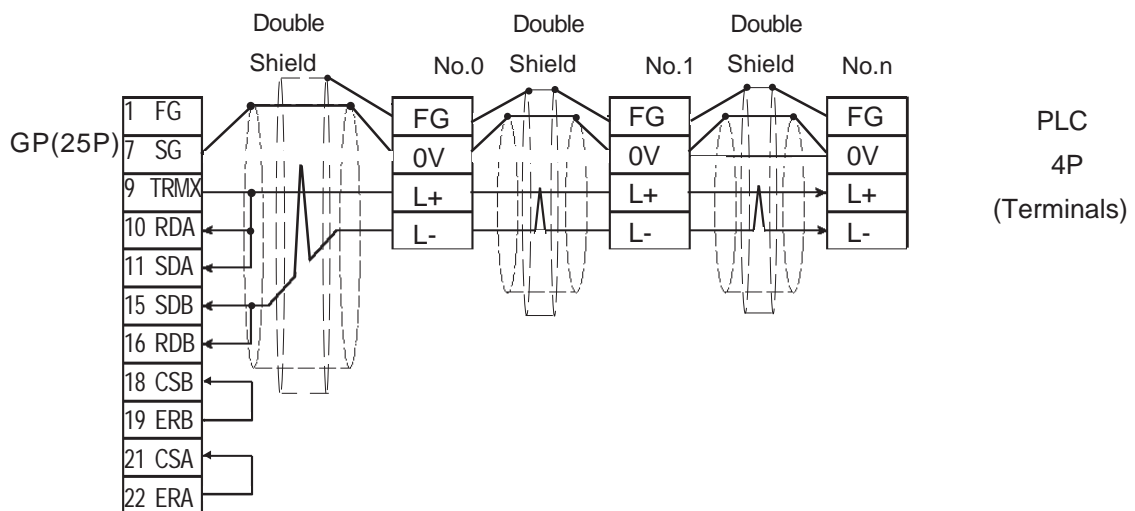 Double Shield
Double Shield
Double Shield
No.0
No.1
No.n
GP(25P)
1 FG
7 SG
9 TRMX
10 RDA
11 SDA
15 SDB
16 RDB
18 CSB
19 ERB
21 CSA
22 ERA
FG
0V
L+
L-
FG
0V
L+
L-
FG
0V
L+
L-
PLC
4P
(Terminals)